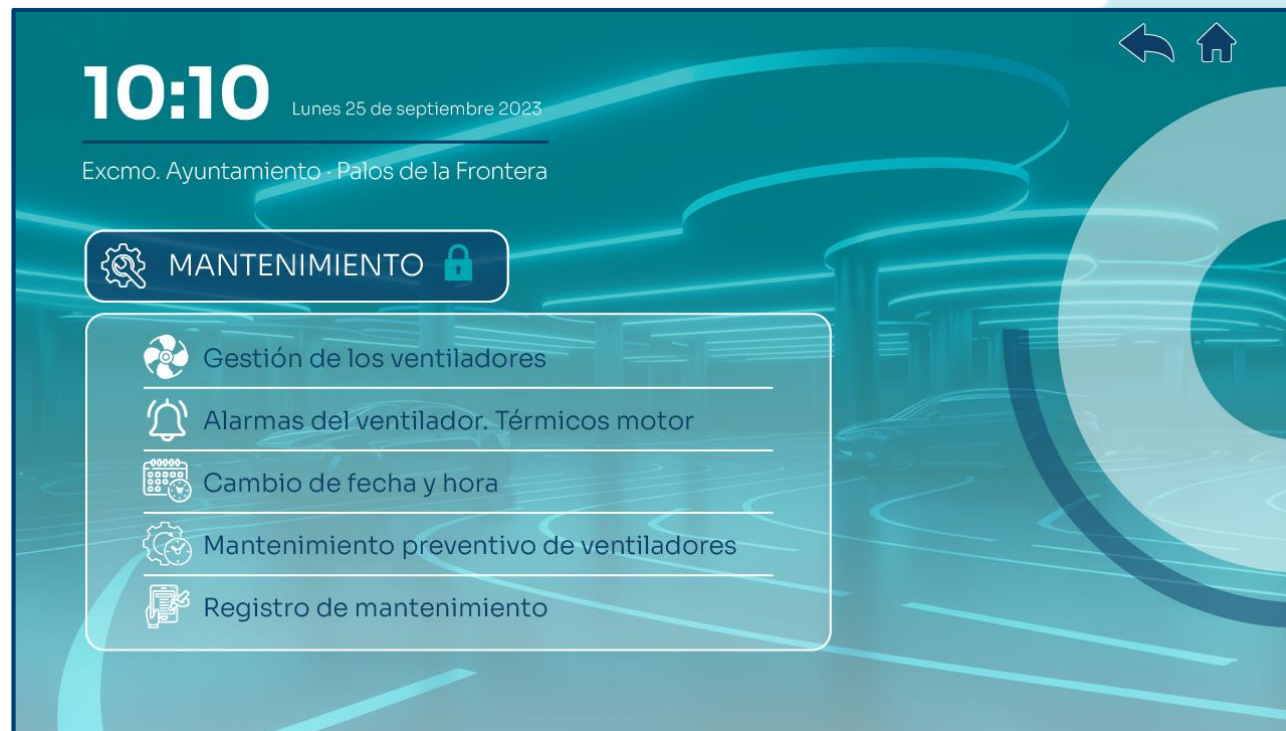 10:10
Lunes 25 de septiembre 2023
Excmo. Ayuntamiento · Palos de la Frontera
MANTENIMIENTO
Gestión de los ventiladores
Alarmas del ventilador. Térmicos motor
Cambio de fecha y hora
Mantenimiento preventivo de ventiladores
Registro de mantenimiento